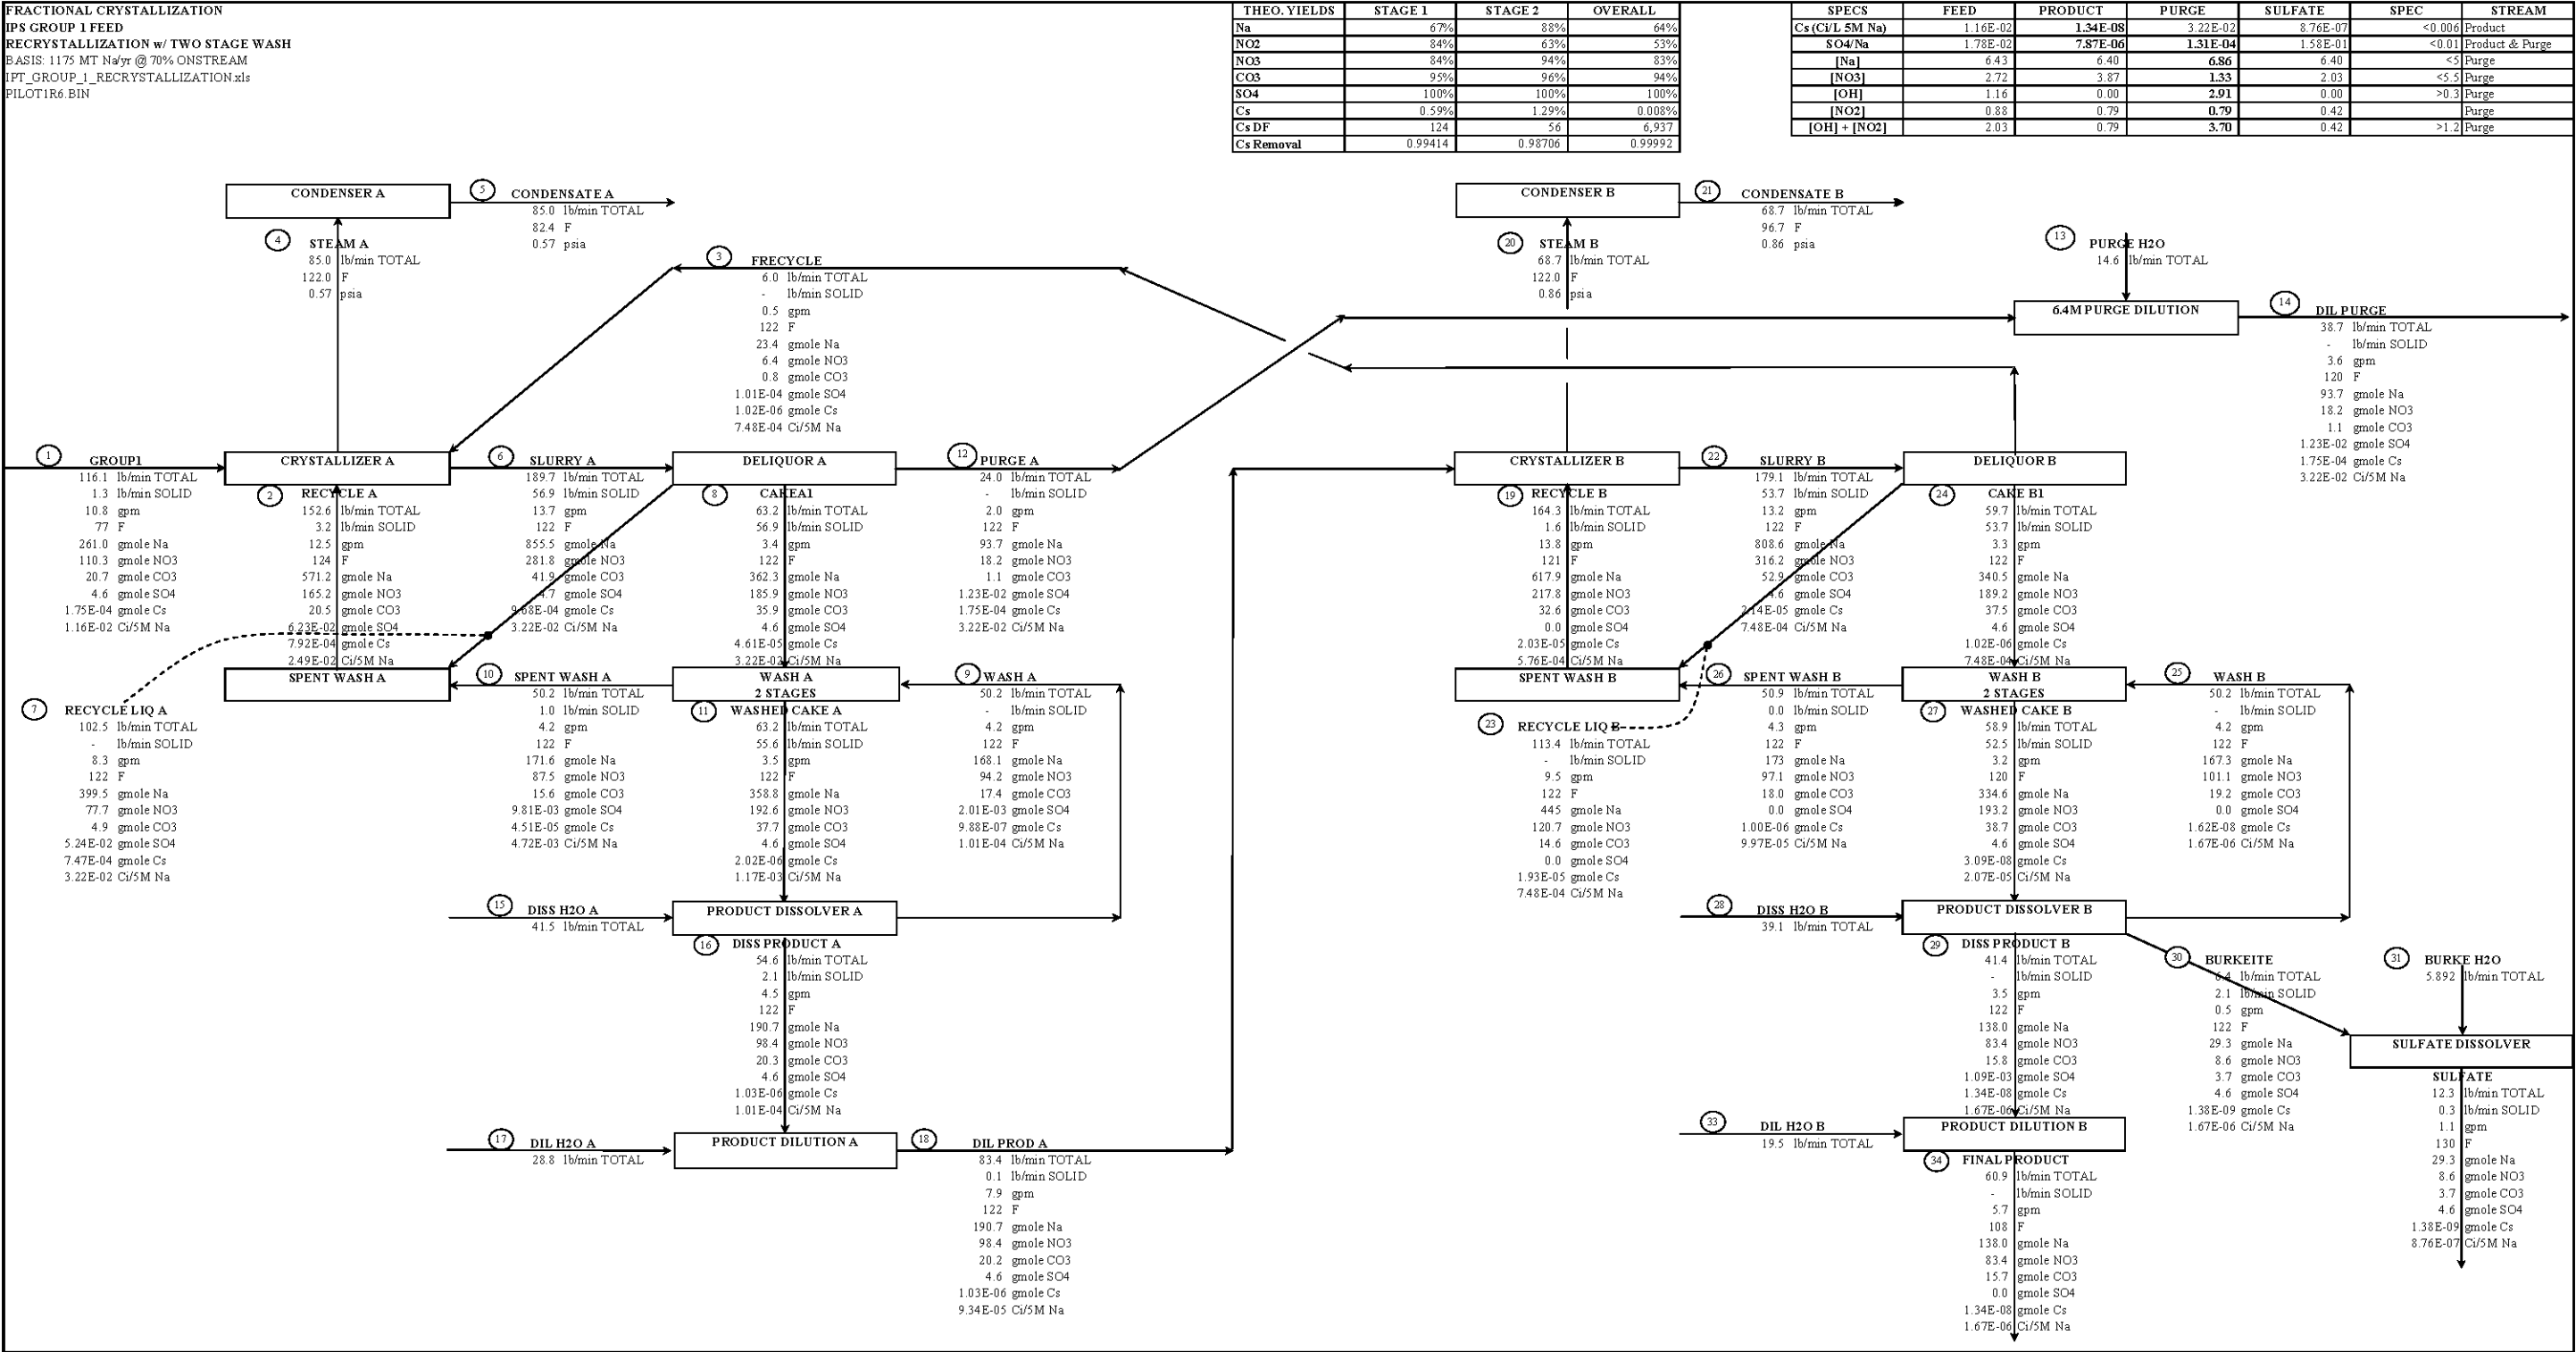 FRACTIONAL CRYSTALLIZATION
IPS GROUP 1 FEED
RECRYSTALLIZATION w/ TWO STAGE WASH
BASIS: 1175 MT Na/yr @ 70% ONSTREAM
IPT_GROUP_1_RECRYSTALLIZATION.xls
PILOT1R6.BIN
THEO. YIELDS STAGE 1 STAGE 2 OVERALL
Na 67% 88% 64%
NO2 84% 63% 53%
NO3 84% 94% 83%
CO3 95% 96% 94%
SO4 100% 100% 100%
Cs 0.59% 1.29% 0.008%
Cs DF 124 56 6,937
Cs Removal 0.99414 0.98706 0.99992
SPECS FEED PRODUCT PURGE SULFATE SPEC STREAM
Cs (Ci/L 5M Na) 1.16E-02 1.34E-08 3.22E-02 8.76E-07 <0.006 Product
SO4/Na 1.78E-02 7.87E-06 1.31E-04 1.58E-01 <0.01 Product & Purge
[Na] 6.43 6.40 6.86 6.40 <5 Purge
[NO3] 2.72 3.87 1.33 2.03 <5.5 Purge
[OH] 1.16 0.00 2.91 0.00 >0.3 Purge
[NO2] 0.88 0.79 0.79 0.42 Purge
[OH] + [NO2] 2.03 0.79 3.70 0.42 >1.2 Purge
CONDENSER A
5 CONDENSATE A
85.0 lb/min TOTAL
82.4 F
0.57 psia
4 STEAM A
85.0 lb/min TOTAL
122.0 F
0.57 psia
3 FRECYCLE
6.0 lb/min TOTAL
- lb/min SOLID
0.5 gpm
122 F
23.4 gmole Na
6.4 gmole NO3
0.8 gmole CO3
1.01E-04 gmole SO4
1.02E-06 gmole Cs
7.48E-04 Ci/5M Na
CONDENSER B
21 CONDENSATE B
68.7 lb/min TOTAL
96.7 F
0.86 psia
20 STEAM B
68.7 lb/min TOTAL
122.0 F
0.86 psia
13 PURGE H2O
14.6 lb/min TOTAL
6.4M PURGE DILUTION
14 DIL PURGE
38.7 lb/min TOTAL
- lb/min SOLID
3.6 gpm
120 F
93.7 gmole Na
18.2 gmole NO3
1.1 gmole CO3
1.23E-02 gmole SO4
1.75E-04 gmole Cs
3.22E-02 Ci/5M Na
1 GROUP1
116.1 lb/min TOTAL
1.3 lb/min SOLID
10.8 gpm
77 F
261.0 gmole Na
110.3 gmole NO3
20.7 gmole CO3
4.6 gmole SO4
1.75E-04 gmole Cs
1.16E-02 Ci/5M Na
CRYSTALLIZER A
2 RECYCLE A
152.6 lb/min TOTAL
3.2 lb/min SOLID
12.5 gpm
124 F
571.2 gmole Na
165.2 gmole NO3
20.5 gmole CO3
6.23E-02 gmole SO4
7.92E-04 gmole Cs
2.49E-02 Ci/5M Na
6 SLURRY A
189.7 lb/min TOTAL
56.9 lb/min SOLID
13.7 gpm
122 F
855.5 gmole Na
281.8 gmole NO3
41.9 gmole CO3
4.7 gmole SO4
9.68E-04 gmole Cs
3.22E-02 Ci/5M Na
DELIQUOR A
8 CAKEA1
63.2 lb/min TOTAL
56.9 lb/min SOLID
3.4 gpm
122 F
362.3 gmole Na
185.9 gmole NO3
35.9 gmole CO3
4.6 gmole SO4
4.61E-05 gmole Cs
3.22E-02 Ci/5M Na
12 PURGE A
24.0 lb/min TOTAL
- lb/min SOLID
2.0 gpm
122 F
93.7 gmole Na
18.2 gmole NO3
1.1 gmole CO3
1.23E-02 gmole SO4
1.75E-04 gmole Cs
3.22E-02 Ci/5M Na
CRYSTALLIZER B
19 RECYCLE B
164.3 lb/min TOTAL
1.6 lb/min SOLID
13.8 gpm
121 F
617.9 gmole Na
217.8 gmole NO3
32.6 gmole CO3
0.0 gmole SO4
2.03E-05 gmole Cs
5.76E-04 Ci/5M Na
22 SLURRY B
179.1 lb/min TOTAL
53.7 lb/min SOLID
13.2 gpm
122 F
808.6 gmole Na
316.2 gmole NO3
52.9 gmole CO3
4.6 gmole SO4
2.14E-05 gmole Cs
7.48E-04 Ci/5M Na
DELIQUOR B
24 CAKE B1
59.7 lb/min TOTAL
53.7 lb/min SOLID
3.3 gpm
122 F
340.5 gmole Na
189.2 gmole NO3
37.5 gmole CO3
4.6 gmole SO4
1.02E-06 gmole Cs
7.48E-04 Ci/5M Na
SPENT WASH A
7 RECYCLE LIQ A
102.5 lb/min TOTAL
- lb/min SOLID
8.3 gpm
122 F
399.5 gmole Na
77.7 gmole NO3
4.9 gmole CO3
5.24E-02 gmole SO4
7.47E-04 gmole Cs
3.22E-02 Ci/5M Na
10 SPENT WASH A
50.2 lb/min TOTAL
1.0 lb/min SOLID
4.2 gpm
122 F
171.6 gmole Na
87.5 gmole NO3
15.6 gmole CO3
9.81E-03 gmole SO4
4.51E-05 gmole Cs
4.72E-03 Ci/5M Na
WASH A
2 STAGES
11 WASHED CAKE A
63.2 lb/min TOTAL
55.6 lb/min SOLID
3.5 gpm
122 F
358.8 gmole Na
192.6 gmole NO3
37.7 gmole CO3
4.6 gmole SO4
2.02E-06 gmole Cs
1.17E-03 Ci/5M Na
9 WASH A
50.2 lb/min TOTAL
- lb/min SOLID
4.2 gpm
122 F
168.1 gmole Na
94.2 gmole NO3
17.4 gmole CO3
2.01E-03 gmole SO4
9.88E-07 gmole Cs
1.01E-04 Ci/5M Na
SPENT WASH B
23 RECYCLE LIQ B
113.4 lb/min TOTAL
- lb/min SOLID
9.5 gpm
122 F
445 gmole Na
120.7 gmole NO3
14.6 gmole CO3
0.0 gmole SO4
1.93E-05 gmole Cs
7.48E-04 Ci/5M Na
26 SPENT WASH B
50.9 lb/min TOTAL
0.0 lb/min SOLID
4.3 gpm
122 F
173 gmole Na
97.1 gmole NO3
18.0 gmole CO3
0.0 gmole SO4
1.00E-06 gmole Cs
9.97E-05 Ci/5M Na
WASH B
2 STAGES
27 WASHED CAKE B
58.9 lb/min TOTAL
52.5 lb/min SOLID
3.2 gpm
120 F
334.6 gmole Na
193.2 gmole NO3
38.7 gmole CO3
4.6 gmole SO4
3.09E-08 gmole Cs
2.07E-05 Ci/5M Na
25 WASH B
50.2 lb/min TOTAL
- lb/min SOLID
4.2 gpm
122 F
167.3 gmole Na
101.1 gmole NO3
19.2 gmole CO3
0.0 gmole SO4
1.62E-08 gmole Cs
1.67E-06 Ci/5M Na
15 DISS H2O A
41.5 lb/min TOTAL
PRODUCT DISSOLVER A
16 DISS PRODUCT A
54.6 lb/min TOTAL
2.1 lb/min SOLID
4.5 gpm
122 F
190.7 gmole Na
98.4 gmole NO3
20.3 gmole CO3
4.6 gmole SO4
1.03E-06 gmole Cs
1.01E-04 Ci/5M Na
17 DIL H2O A
28.8 lb/min TOTAL
PRODUCT DILUTION A
18 DIL PROD A
83.4 lb/min TOTAL
0.1 lb/min SOLID
7.9 gpm
122 F
190.7 gmole Na
98.4 gmole NO3
20.2 gmole CO3
4.6 gmole SO4
1.03E-06 gmole Cs
9.34E-05 Ci/5M Na
28 DISS H2O B
39.1 lb/min TOTAL
PRODUCT DISSOLVER B
29 DISS PRODUCT B
41.4 lb/min TOTAL
- lb/min SOLID
3.5 gpm
122 F
138.0 gmole Na
83.4 gmole NO3
15.8 gmole CO3
1.09E-03 gmole SO4
1.34E-08 gmole Cs
1.67E-06 Ci/5M Na
30 BURKEITE
6.4 lb/min TOTAL
2.1 lb/min SOLID
0.5 gpm
122 F
29.3 gmole Na
8.6 gmole NO3
3.7 gmole CO3
4.6 gmole SO4
1.38E-09 gmole Cs
1.67E-06 Ci/5M Na
31 BURKE H2O
5.892 lb/min TOTAL
SULFATE DISSOLVER
SULFATE
12.3 lb/min TOTAL
0.3 lb/min SOLID
1.1 gpm
130 F
29.3 gmole Na
8.6 gmole NO3
3.7 gmole CO3
4.6 gmole SO4
1.38E-09 gmole Cs
8.76E-07 Ci/5M Na
33 DIL H2O B
19.5 lb/min TOTAL
PRODUCT DILUTION B
34 FINAL PRODUCT
60.9 lb/min TOTAL
- lb/min SOLID
5.7 gpm
108 F
138.0 gmole Na
83.4 gmole NO3
15.7 gmole CO3
0.0 gmole SO4
1.34E-08 gmole Cs
1.67E-06 Ci/5M Na